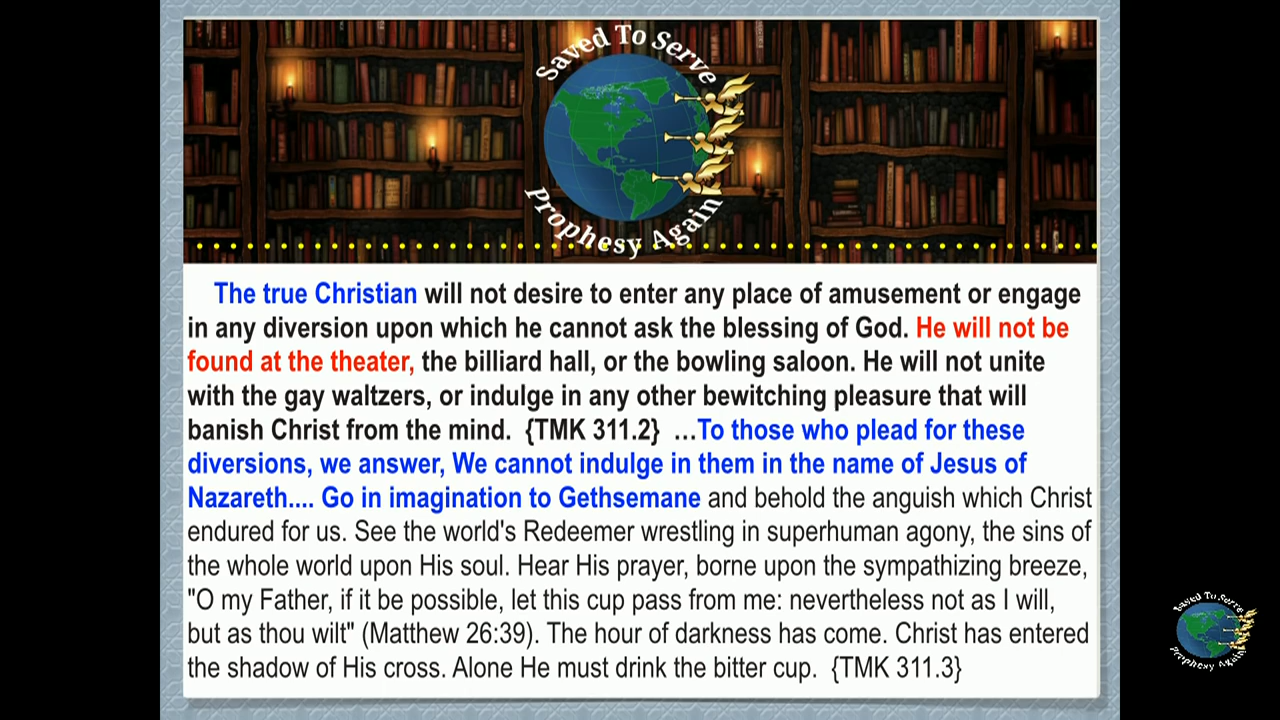 Saved To Serve
Prophesy Again
The true Christian will not desire to enter any place of amusement or engage
in any diversion upon which he cannot ask the blessing of God. He will not be
found at the theater, the billiard hall, or the bowling saloon. He will not unite
with the gay waltzers, or indulge in any other bewitching pleasure that will
banish Christ from the mind. {TMK 311.2} ...To those who plead for these
diversions, we answer, We cannot indulge in them in the name of Jesus of
Nazareth.... Go in imagination to Gethsemane and behold the anguish which Christ
endured for us. See the world's Redeemer wrestling in superhuman agony, the sins of
the whole world upon His soul. Hear His prayer, borne upon the sympathizing breeze,
"O my Father, if it be possible, let this cup pass from me: nevertheless not as I will,
but as thou wilt" (Matthew 26:39). The hour of darkness has come. Christ has entered
the shadow of His cross. Alone He must drink the bitter cup. {TMK 311.3}
Saved To Serve
Prophesy Again